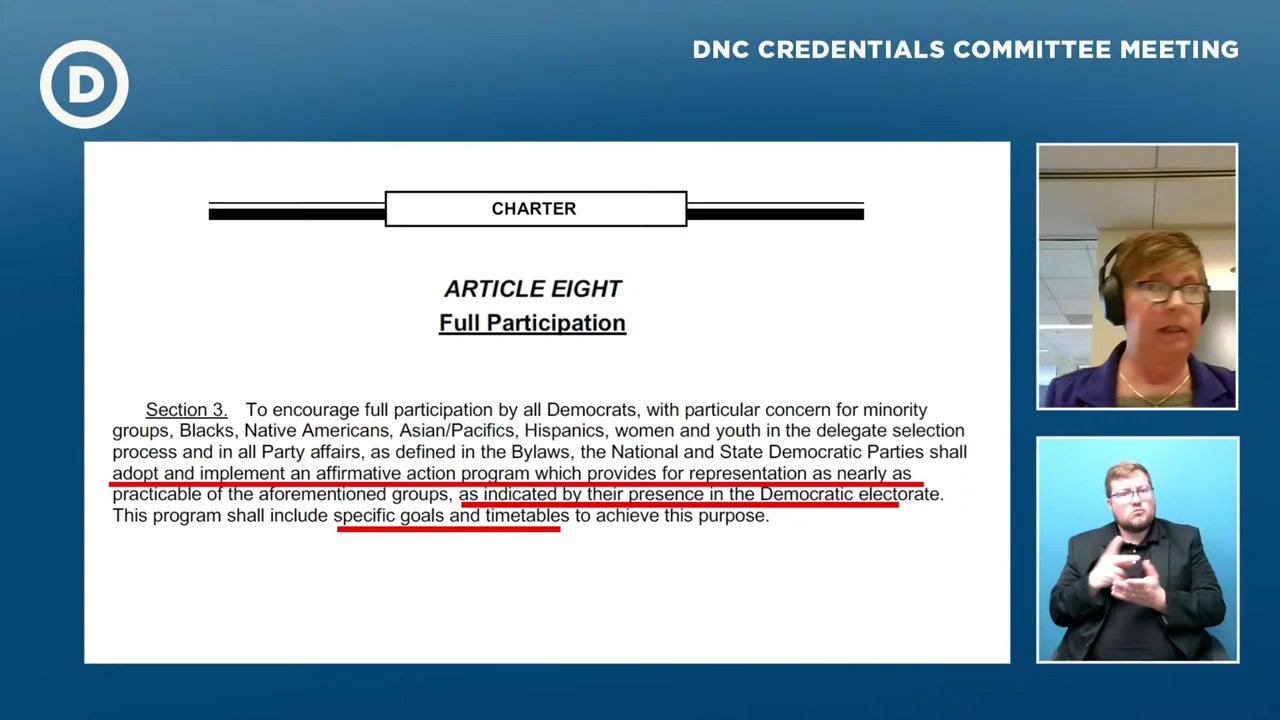 D
DNC CREDENTIALS COMMITTEE MEETING
CHARTER
ARTICLE EIGHT
Full Participation
Section 3. To encourage full participation by all Democrats, with particular concern for minority
groups, Blacks, Native Americans, Asian/Pacifics, Hispanics, women and youth in the delegate selection
process and in all Party affairs, as defined in the Bylaws, the National and State Democratic Parties shall
adopt and implement an affirmative action program which provides for representation as nearly as
practicable of the aforementioned groups, as indicated by their presence in the Democratic electorate.
This program shall include specific goals and timetables to achieve this purpose.